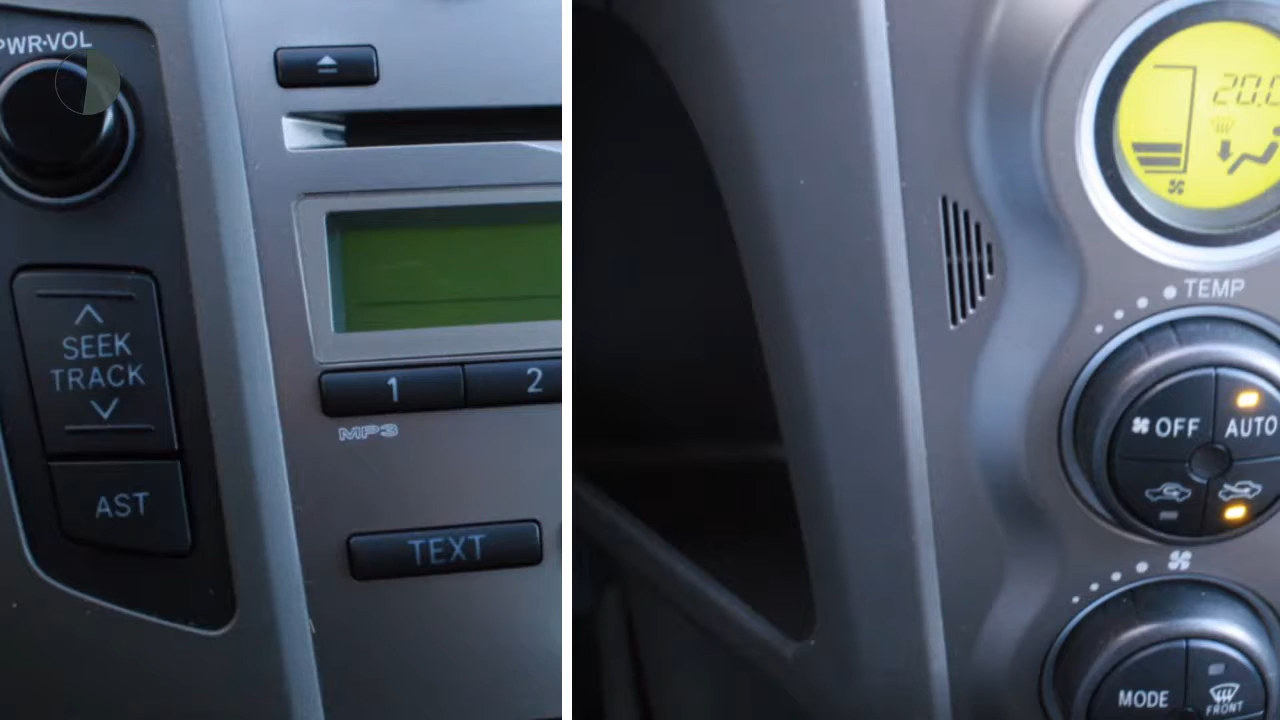 PWR·VOL
SEEK
TRACK
AST
1
2
MP3
TEXT
20.0
TEMP
OFF
AUTO
MODE
FRONT